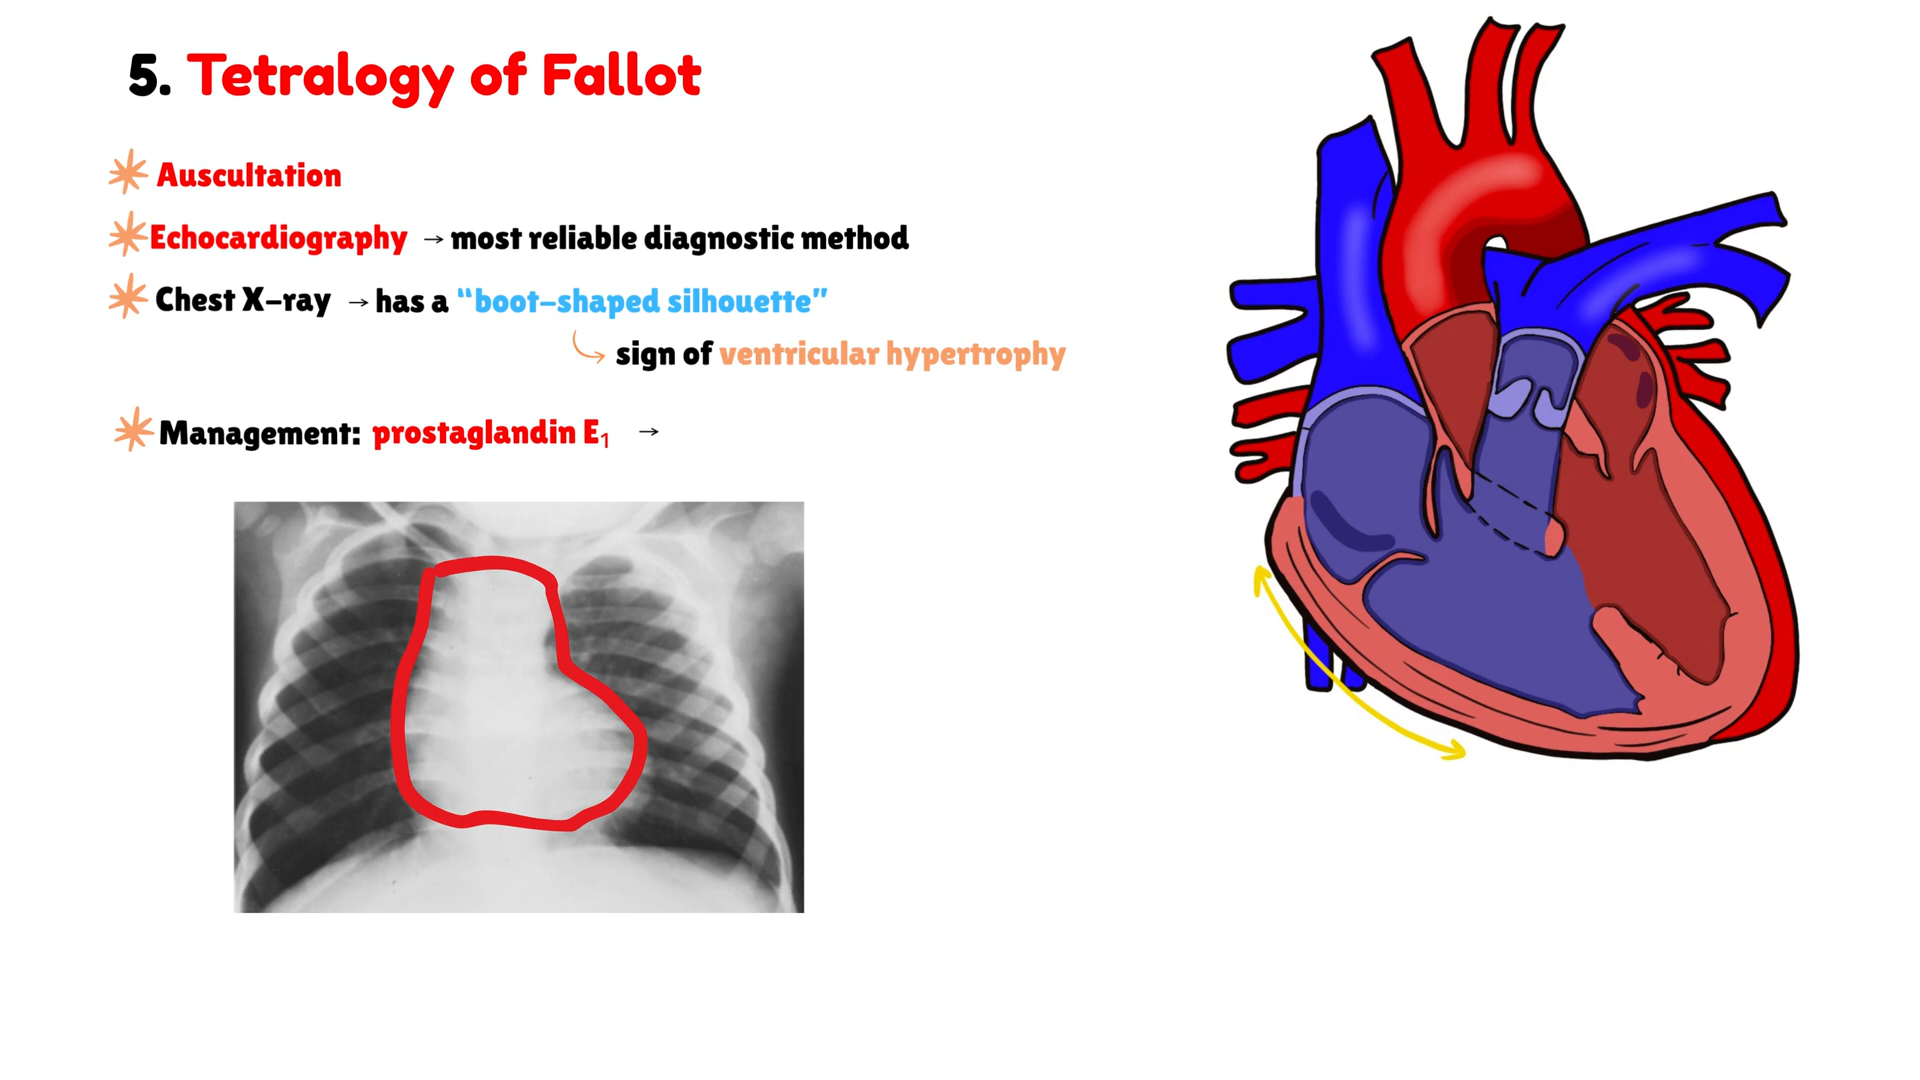 5. Tetralogy of Fallot
Auscultation
Echocardiography → most reliable diagnostic method
Chest X-ray → has a “boot-shaped silhouette”
sign of ventricular hypertrophy
Management: prostaglandin E₁ →